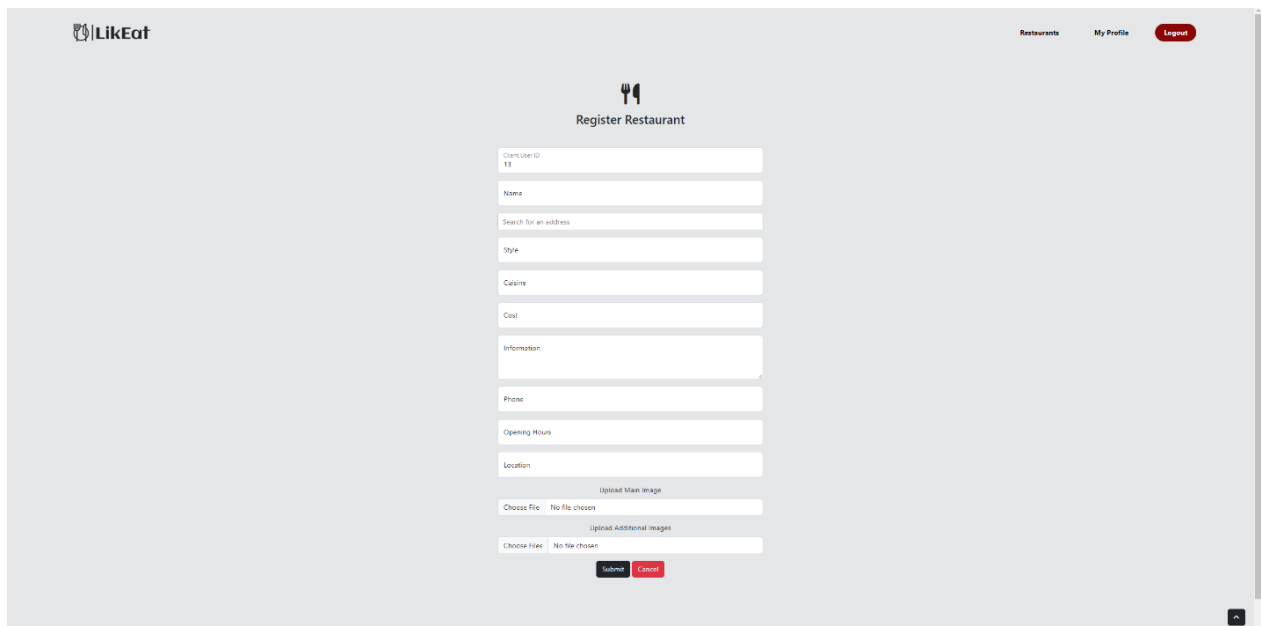 LikEat
Restaurants My Profile Logout
Register Restaurant
Client User ID
13
Name
Search for an address
Style
Cuisine
Cost
Information
Phone
Opening Hours
Location
Upload Main Image
Choose File No file chosen
Upload Additional Images
Choose Files No file chosen
Submit Cancel